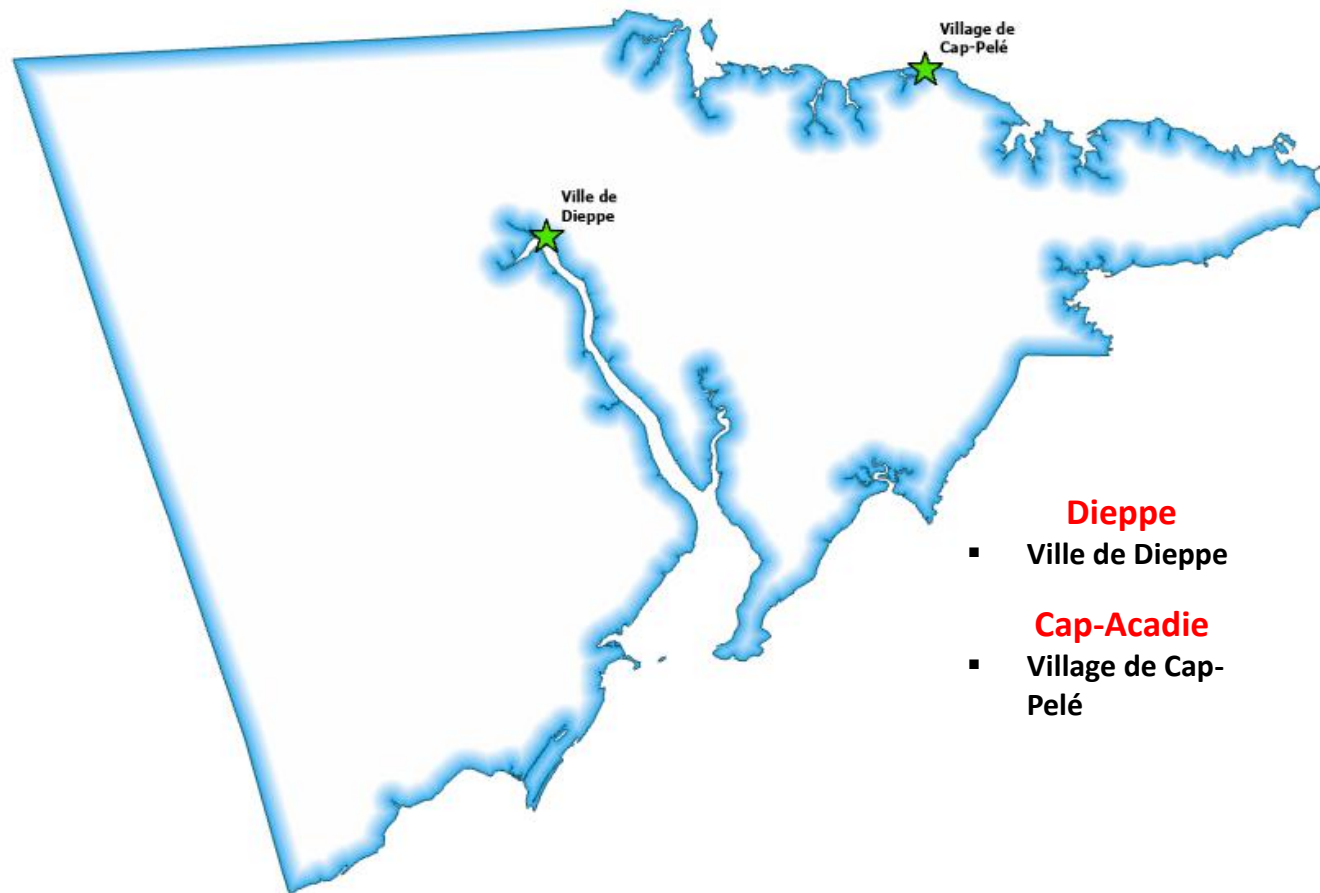 Village de
Cap-Pelé
Ville de
Dieppe
Dieppe
▪ Ville de Dieppe
Cap-Acadie
▪ Village de Cap-
Pelé